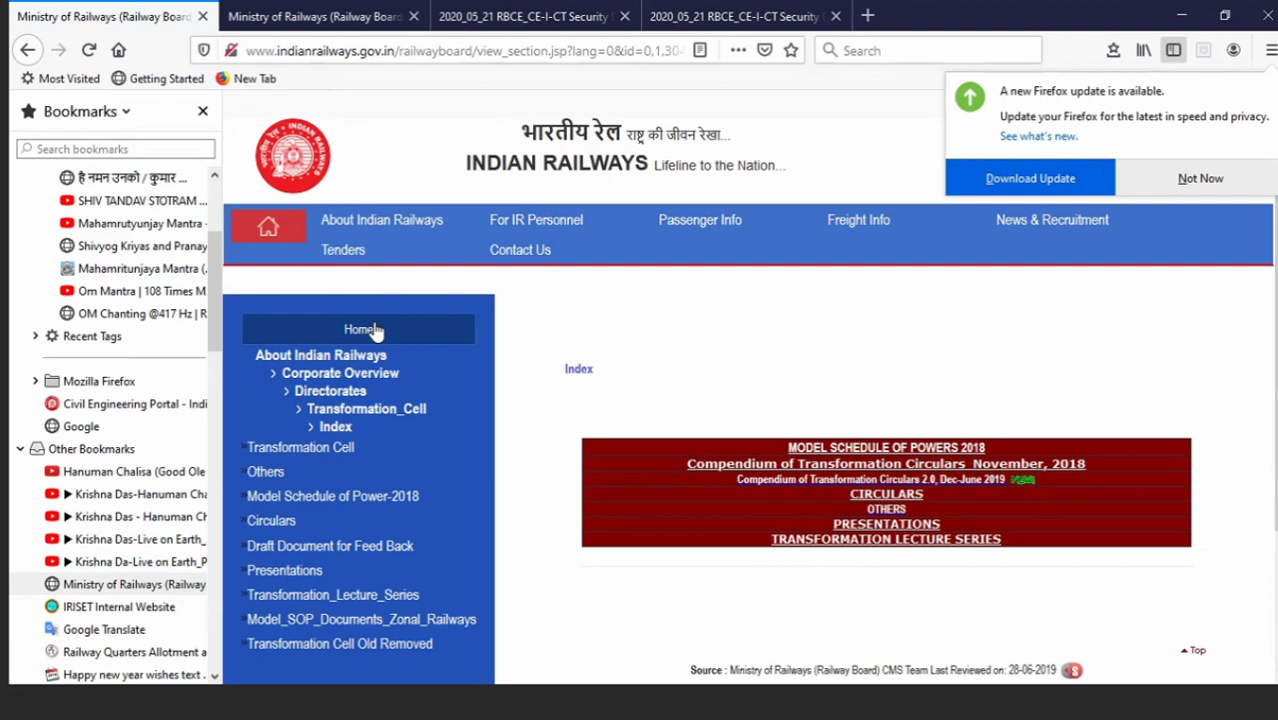 Ministry of Railways (Railway Board
Ministry of Railways (Railway Boar
2020_05_21 RBCE_CE-I-CT Security
2020_05_21 RBCE_CE-I-CT Security
www.indianrailways.gov.in/railwayboard/view_section.jsp?lang=0&id=0,1,304
Search
Most Visited
Getting Started
New Tab
Bookmarks
Search bookmarks
है नमन उनको / कुमार ...
SHIV TANDAV STOTRAM ...
Mahamrutyunjay Mantra -
Shivyog Kriyas and Pranay
Mahamritunjaya Mantra (.
Om Mantra | 108 Times M
OM Chanting @417 Hz | R
Recent Tags
Mozilla Firefox
Civil Engineering Portal - Indi
Google
Other Bookmarks
Hanuman Chalisa (Good Ole
▶ Krishna Das-Hanuman Cha
▶ Krishna Das - Hanuman Ch
▶ Krishna Das-Live on Earth_
▶ Krishna Da-Live on Earth_P
Ministry of Railways (Railway
IRISET Internal Website
Google Translate
Railway Quarters Allotment a
Happy new year wishes text .
A new Firefox update is available.
Update your Firefox for the latest in speed and privacy.
See what's new.
Download Update
Not Now
भारतीय रेल राष्ट्र की जीवन रेखा...
INDIAN RAILWAYS Lifeline to the Nation...
About Indian Railways
For IR Personnel
Passenger Info
Freight Info
News & Recruitment
Tenders
Contact Us
Home
About Indian Railways
Corporate Overview
Directorates
Transformation_Cell
Index
Transformation Cell
Others
Model Schedule of Power-2018
Circulars
Draft Document for Feed Back
Presentations
Transformation_Lecture_Series
Model_SOP_Documents_Zonal_Railways
Transformation Cell Old Removed
Index
MODEL SCHEDULE OF POWERS 2018
Compendium of Transformation Circulars November, 2018
Compendium of Transformation Circulars 2.0, Dec-June 2019
CIRCULARS
OTHERS
PRESENTATIONS
TRANSFORMATION LECTURE SERIES
Top
Source : Ministry of Railways (Railway Board) CMS Team Last Reviewed on: 28-06-2019